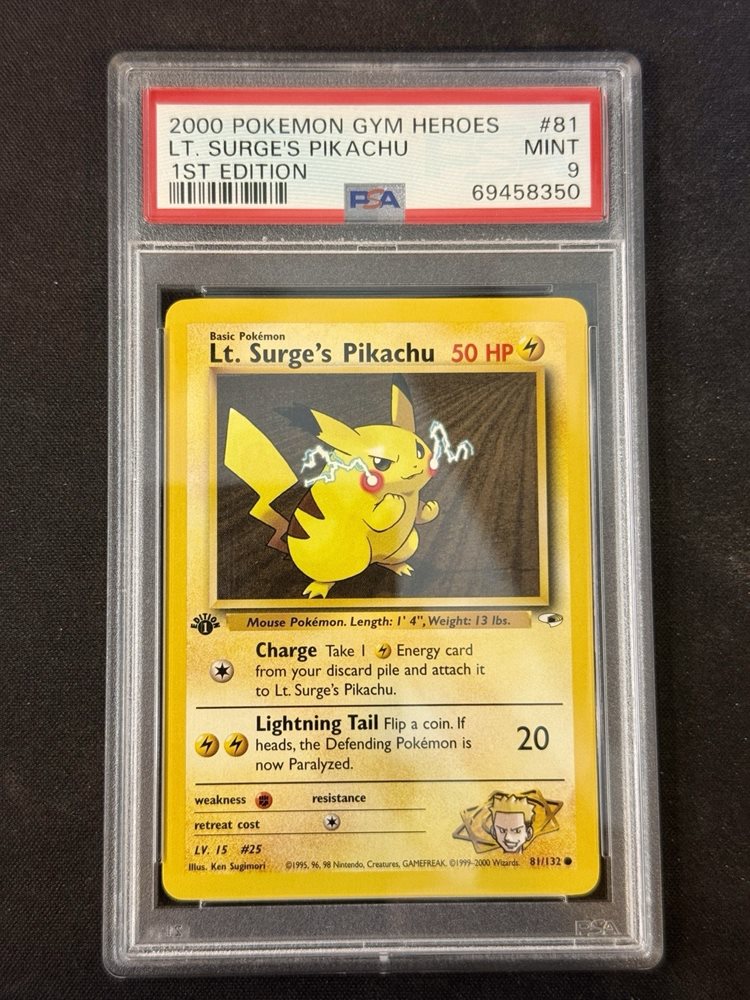 2000 POKEMON GYM HEROES #81
LT. SURGE'S PIKACHU MINT
1ST EDITION 9
PSA 69458350
Basic Pokémon
Lt. Surge's Pikachu 50 HP
EDITION 1
Mouse Pokémon. Length: 1' 4", Weight: 13 lbs.
Charge Take 1 Energy card
from your discard pile and attach it
to Lt. Surge's Pikachu.
Lightning Tail Flip a coin. If
heads, the Defending Pokémon is
now Paralyzed.
20
weakness resistance
retreat cost
LV. 15 #25
Illus. Ken Sugimori ©1995, 96, 98 Nintendo, Creatures, GAMEFREAK. ©1999-2000 Wizards. 81/132
PSA